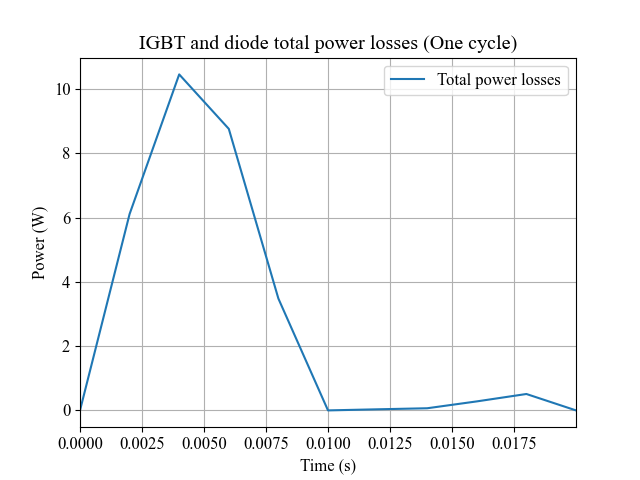 IGBT and diode total power losses (One cycle)
Total power losses
Power (W)
10
8
6
4
2
0
0.0000 0.0025 0.0050 0.0075 0.0100 0.0125 0.0150 0.0175
Time (s)